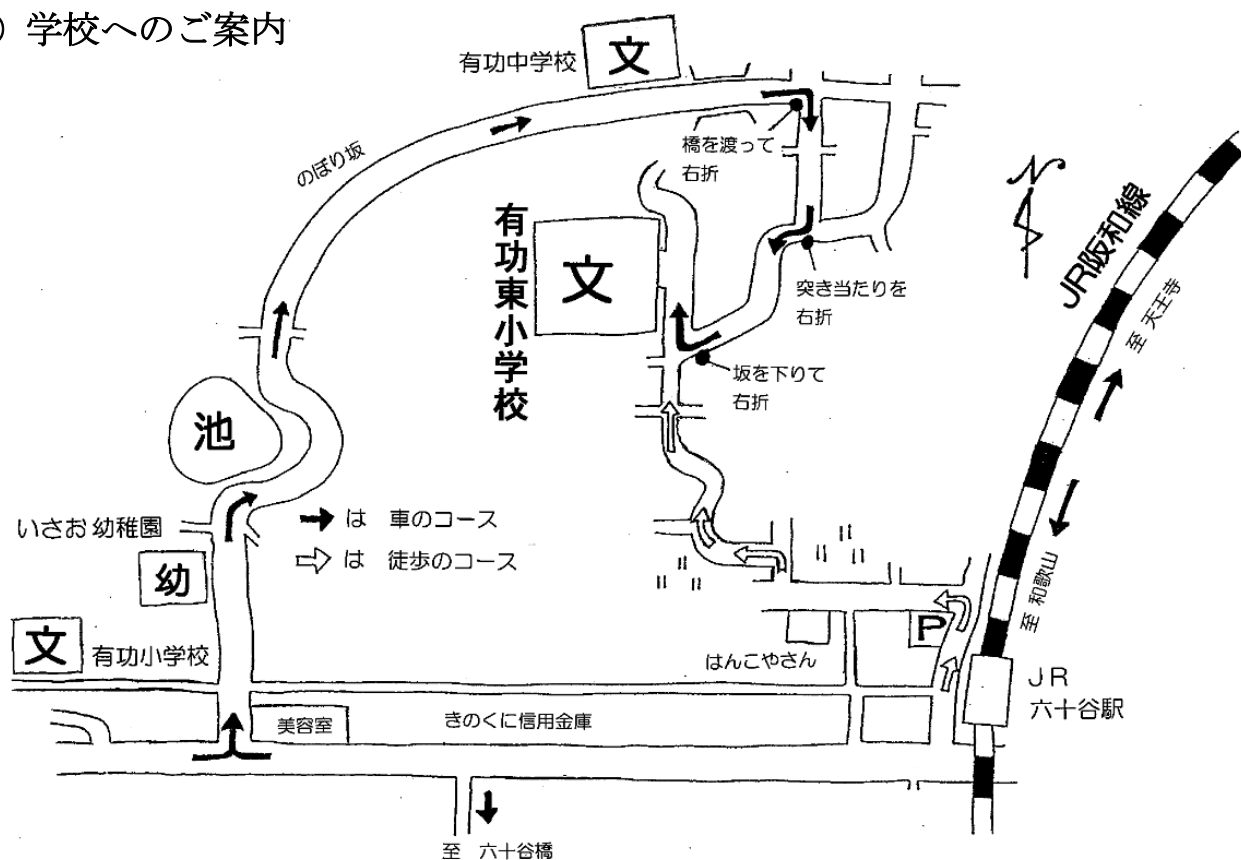 ) 学校へのご案内
有功中学校
文
のぼり坂
橋を渡って
右折
N
有功東小学校
文
JR阪和線
至 天王寺
突き当たりを
右折
坂を下りて
右折
池
いさお幼稚園
は 車のコース
は 徒歩のコース
幼
至 和歌山
文
有功小学校
P
はんこやさん
JR
六十谷駅
美容室
きのくに信用金庫
至 六十谷橋